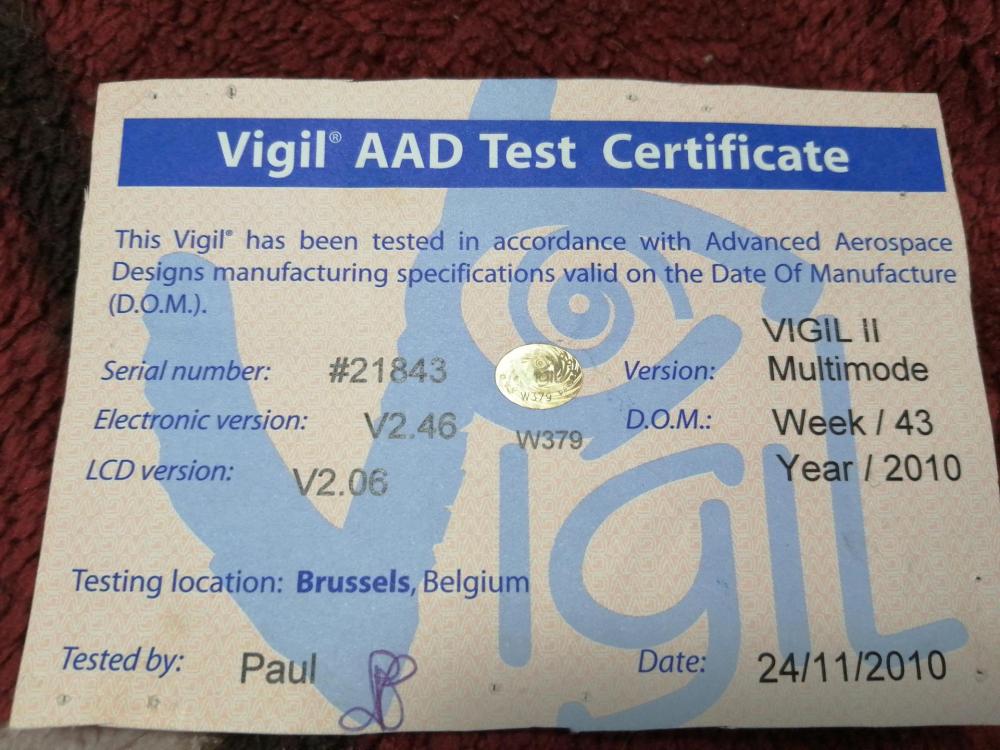 Vigil® AAD Test Certificate
This Vigil® has been tested in accordance with Advanced Aerospace
Designs manufacturing specifications valid on the Date Of Manufacture
(D.O.M.).
Serial number: #21843
Version: VIGIL II
Multimode
Electronic version: V2.46
W379
W379
D.O.M.: Week / 43
Year / 2010
LCD version: V2.06
Vigil
Testing location: Brussels, Belgium
Tested by: Paul
Date: 24/11/2010